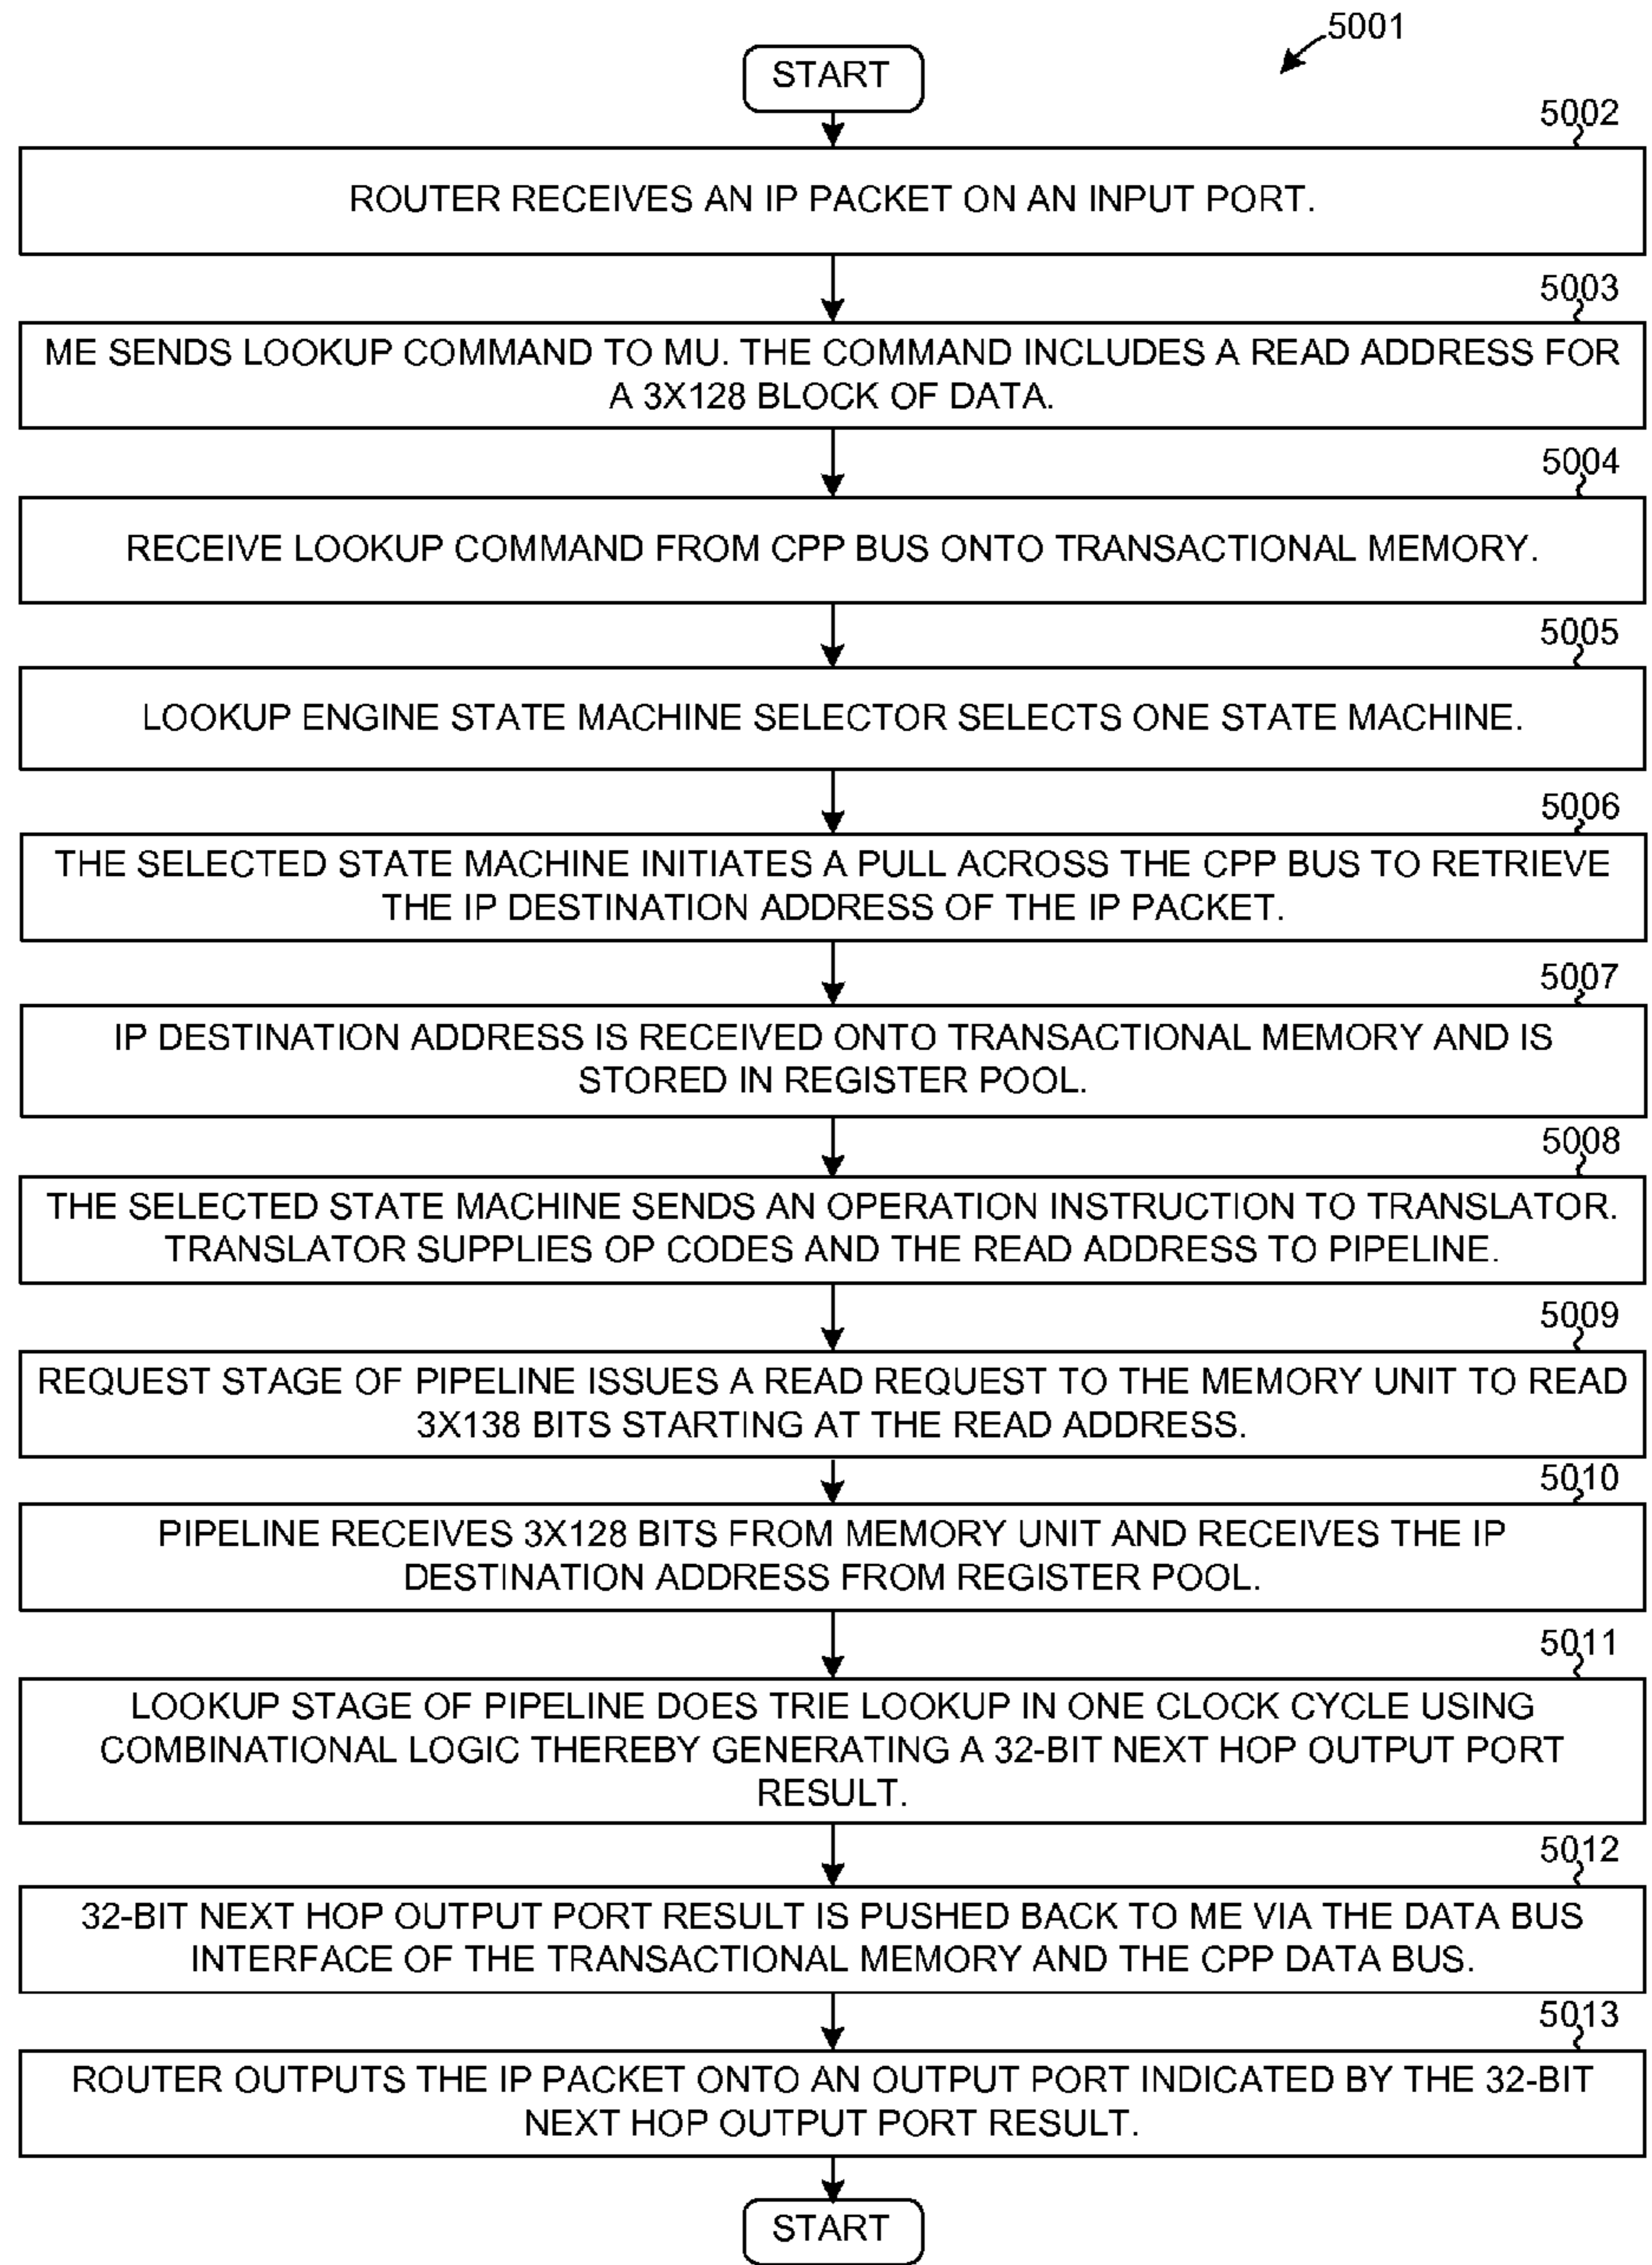 5001
START
5002
ROUTER RECEIVES AN IP PACKET ON AN INPUT PORT.
5003
ME SENDS LOOKUP COMMAND TO MU. THE COMMAND INCLUDES A READ ADDRESS FOR
A 3X128 BLOCK OF DATA.
5004
RECEIVE LOOKUP COMMAND FROM CPP BUS ONTO TRANSACTIONAL MEMORY.
5005
LOOKUP ENGINE STATE MACHINE SELECTOR SELECTS ONE STATE MACHINE.
5006
THE SELECTED STATE MACHINE INITIATES A PULL ACROSS THE CPP BUS TO RETRIEVE
THE IP DESTINATION ADDRESS OF THE IP PACKET.
5007
IP DESTINATION ADDRESS IS RECEIVED ONTO TRANSACTIONAL MEMORY AND IS
STORED IN REGISTER POOL.
5008
THE SELECTED STATE MACHINE SENDS AN OPERATION INSTRUCTION TO TRANSLATOR.
TRANSLATOR SUPPLIES OP CODES AND THE READ ADDRESS TO PIPELINE.
5009
REQUEST STAGE OF PIPELINE ISSUES A READ REQUEST TO THE MEMORY UNIT TO READ
3X138 BITS STARTING AT THE READ ADDRESS.
5010
PIPELINE RECEIVES 3X128 BITS FROM MEMORY UNIT AND RECEIVES THE IP
DESTINATION ADDRESS FROM REGISTER POOL.
5011
LOOKUP STAGE OF PIPELINE DOES TRIE LOOKUP IN ONE CLOCK CYCLE USING
COMBINATIONAL LOGIC THEREBY GENERATING A 32-BIT NEXT HOP OUTPUT PORT
RESULT.
5012
32-BIT NEXT HOP OUTPUT PORT RESULT IS PUSHED BACK TO ME VIA THE DATA BUS
INTERFACE OF THE TRANSACTIONAL MEMORY AND THE CPP DATA BUS.
5013
ROUTER OUTPUTS THE IP PACKET ONTO AN OUTPUT PORT INDICATED BY THE 32-BIT
NEXT HOP OUTPUT PORT RESULT.
START